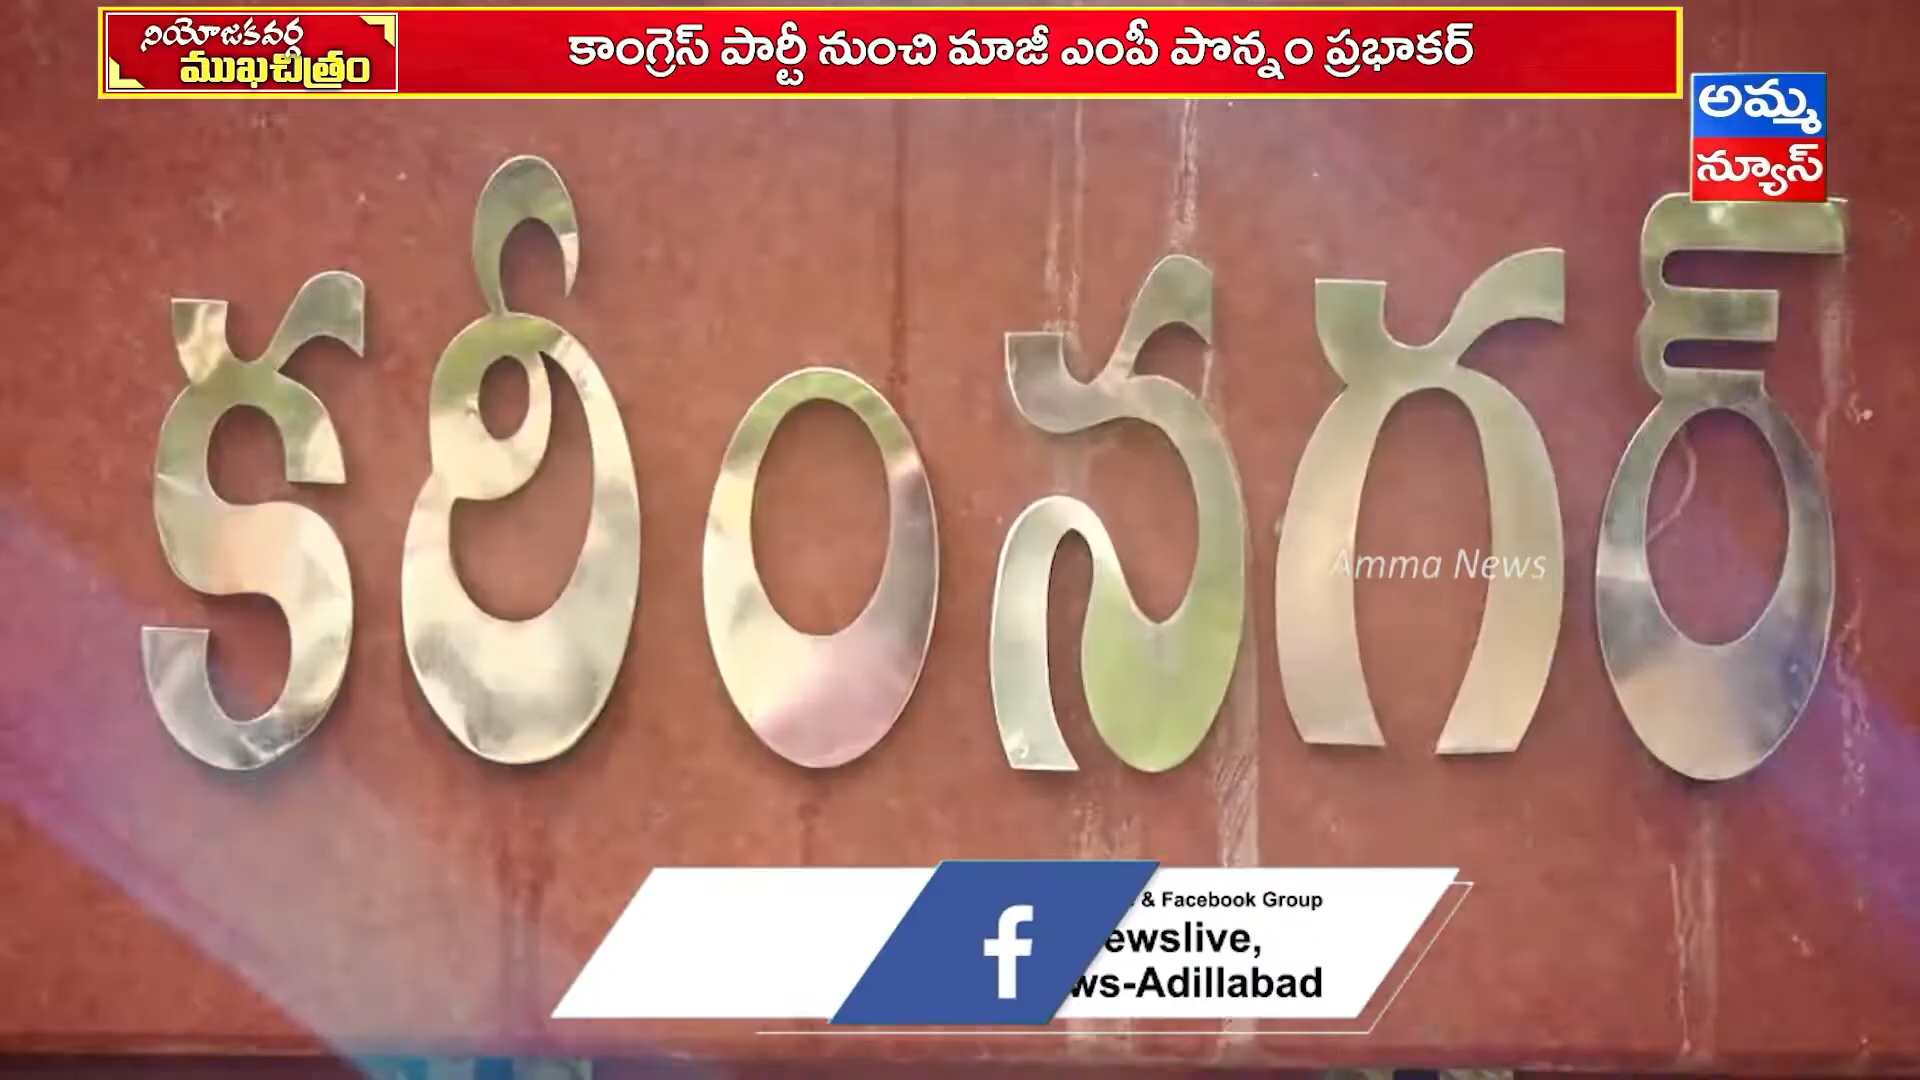 నియోజకవర్గ
ముఖచిత్రం
కాంగ్రెస్ పార్టీ నుంచి మాజీ ఎంపీ పొన్నం ప్రభాకర్
అమ్మ
న్యూస్
కరీంనగర్
Amma News
& Facebook Group
ewslive,
ws-Adillabad